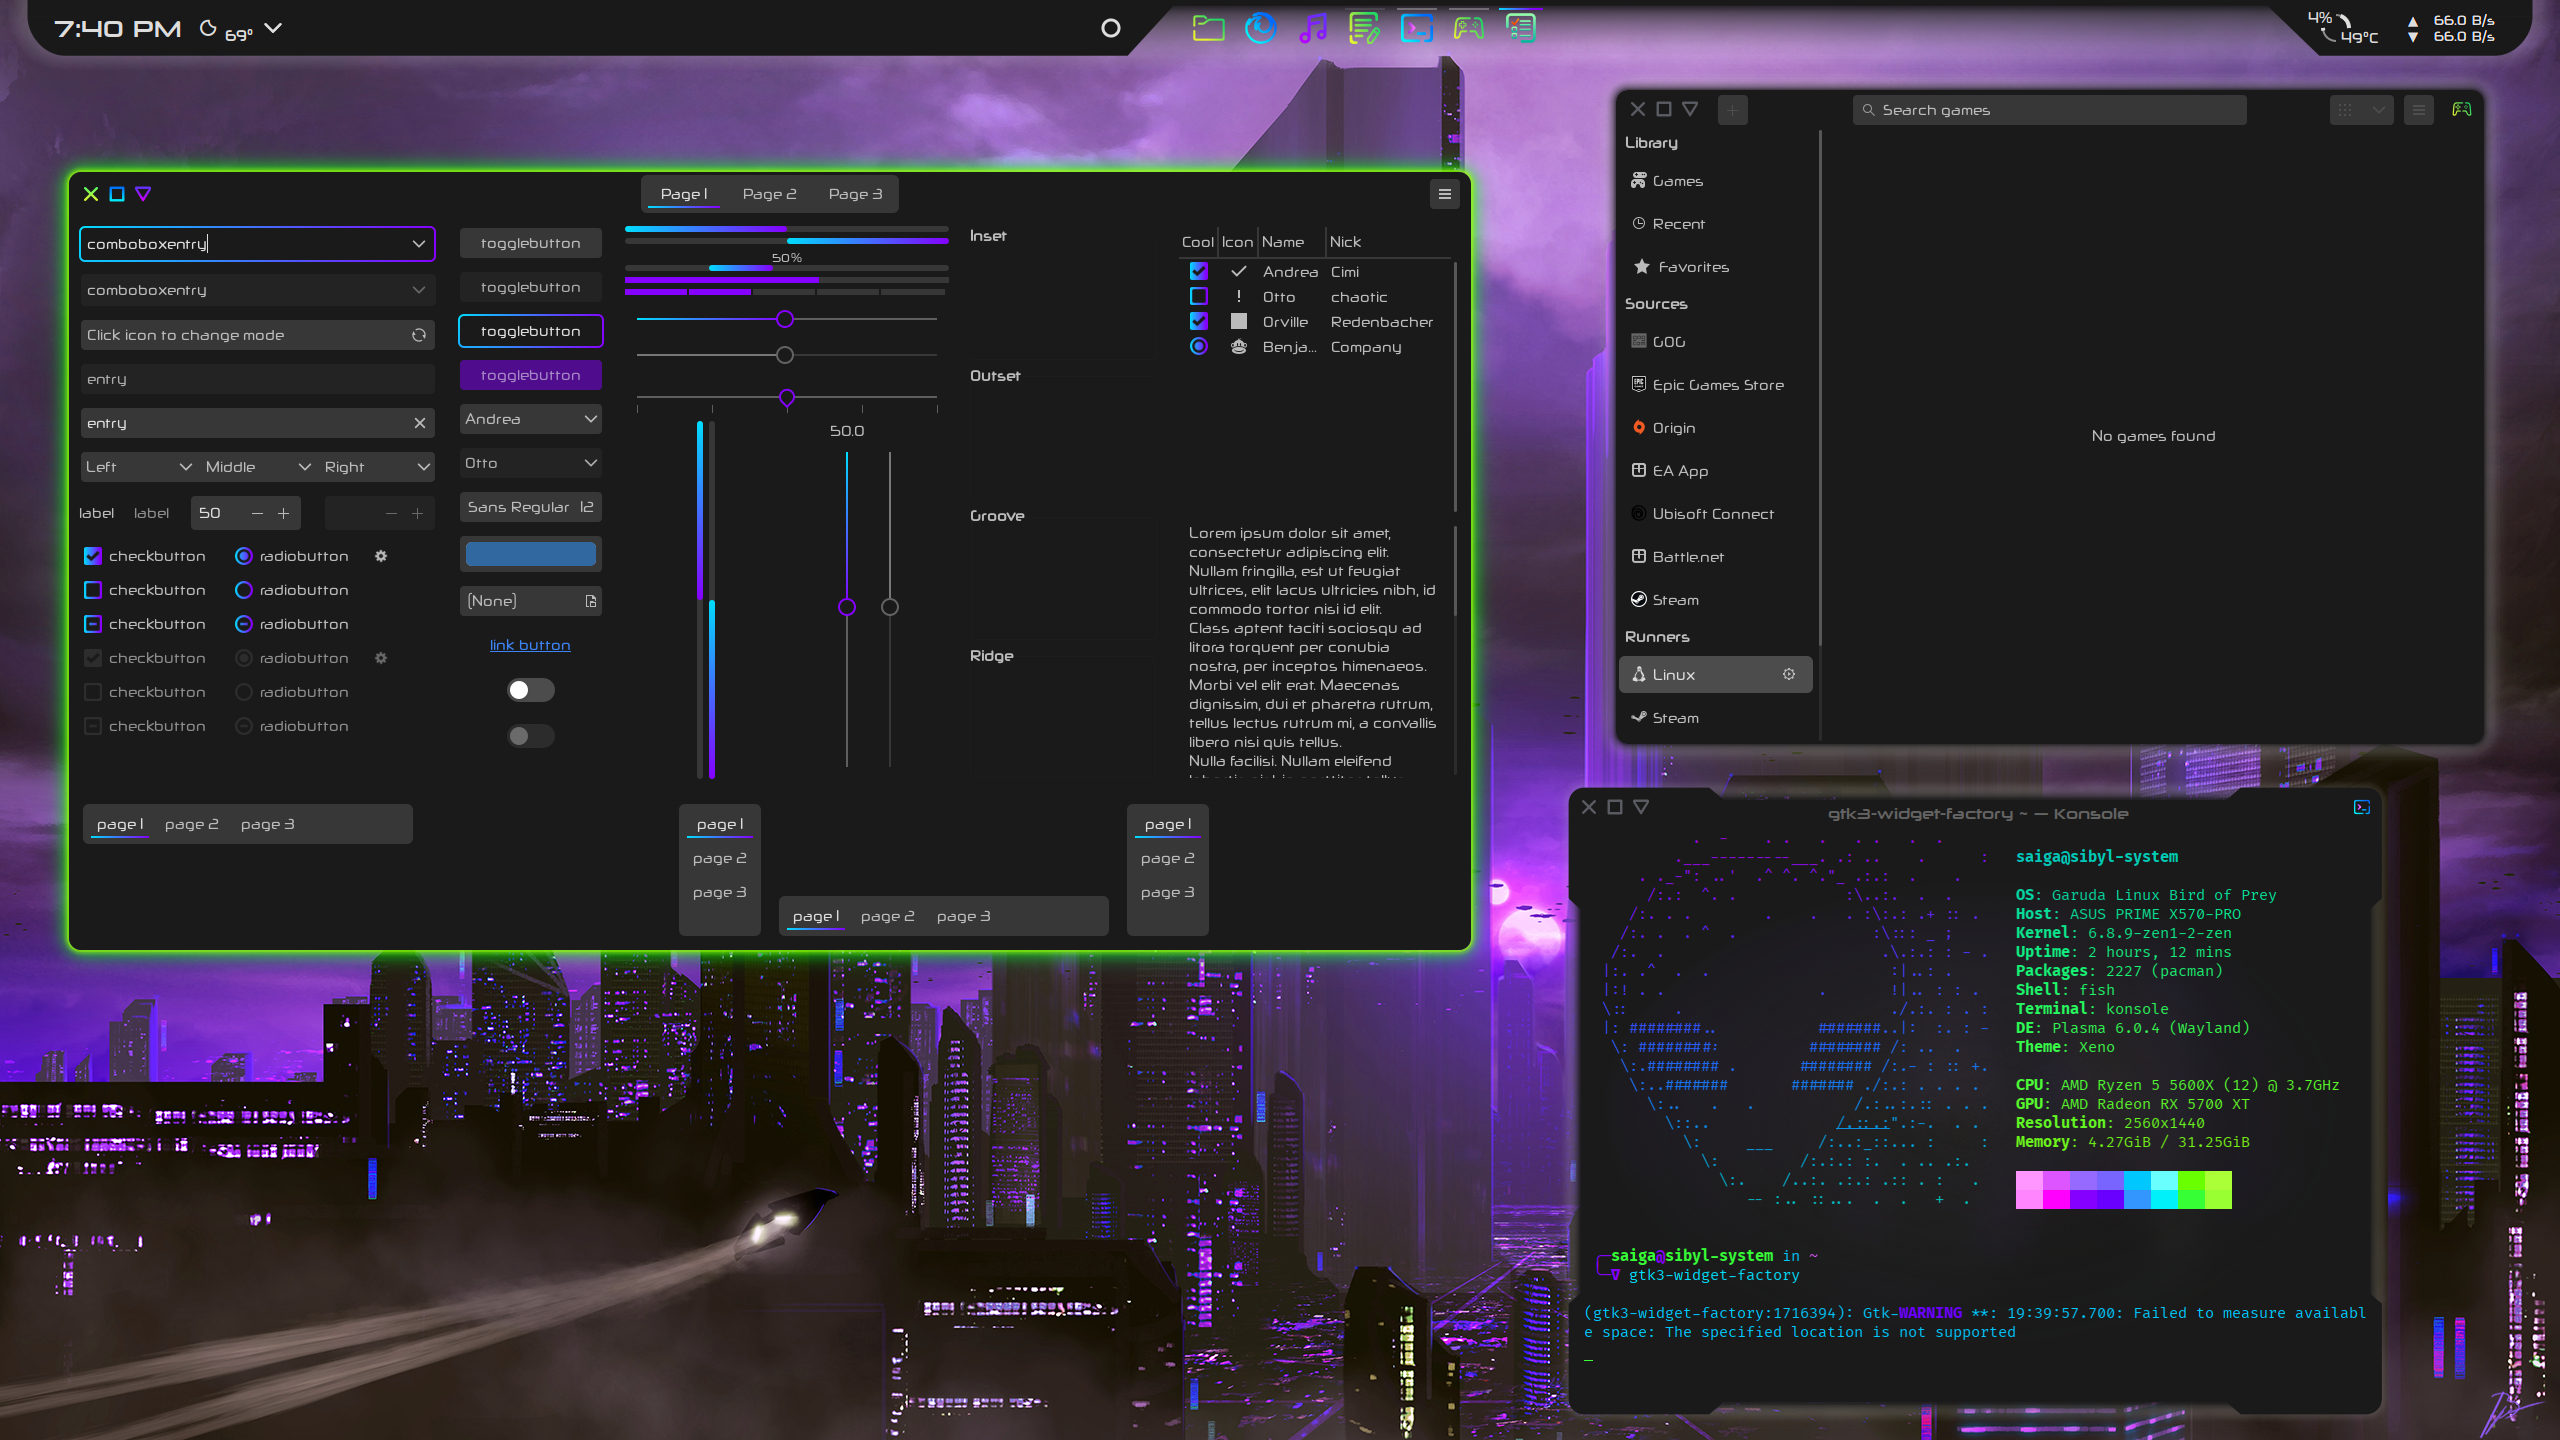 7:40 PM 69°
4% 49°C
▲ 66.0 B/s
▼ 66.0 B/s
Page 1 Page 2 Page 3
comboboxentry
comboboxentry
Click icon to change mode
entry
entry
Left Middle Right
label label 50
checkbutton radiobutton
checkbutton radiobutton
checkbutton radiobutton
checkbutton radiobutton
checkbutton radiobutton
checkbutton radiobutton
togglebutton
togglebutton
togglebutton
togglebutton
Andrea
Otto
Sans Regular 12
(None)
link button
50%
50.0
Inset
Outset
Groove
Ridge
Cool Icon Name Nick
Andrea Cimi
! Otto chaotic
Orville Redenbacher
Benja... Company
Lorem ipsum dolor sit amet,
consectetur adipiscing elit.
Nullam fringilla, est ut feugiat
ultrices, elit lacus ultricies nibh, id
commodo tortor nisi id elit.
Class aptent taciti sociosqu ad
litora torquent per conubia
nostra, per inceptos himenaeos.
Morbi vel elit erat. Maecenas
dignissim, dui et pharetra rutrum,
tellus lectus rutrum mi, a convallis
libero nisi quis tellus.
Nulla facilisi. Nullam eleifend
page 1 page 2 page 3
page 1
page 2
page 3
page 1 page 2 page 3
page 1
page 2
page 3
Search games
Library
Games
Recent
Favorites
Sources
GOG
Epic Games Store
Origin
EA App
Ubisoft Connect
Battle.net
Steam
Runners
Linux
Steam
No games found
gtk3-widget-factory ~ — Konsole
saiga@sibyl-system
OS: Garuda Linux Bird of Prey
Host: ASUS PRIME X570-PRO
Kernel: 6.8.9-zen1-2-zen
Uptime: 2 hours, 12 mins
Packages: 2227 (pacman)
Shell: fish
Terminal: konsole
DE: Plasma 6.0.4 (Wayland)
Theme: Xeno
CPU: AMD Ryzen 5 5600X (12) @ 3.7GHz
GPU: AMD Radeon RX 5700 XT
Resolution: 2560x1440
Memory: 4.27GiB / 31.25GiB
saiga@sibyl-system in ~
gtk3-widget-factory
(gtk3-widget-factory:1716394): Gtk-WARNING **: 19:39:57.700: Failed to measure availabl
e space: The specified location is not supported